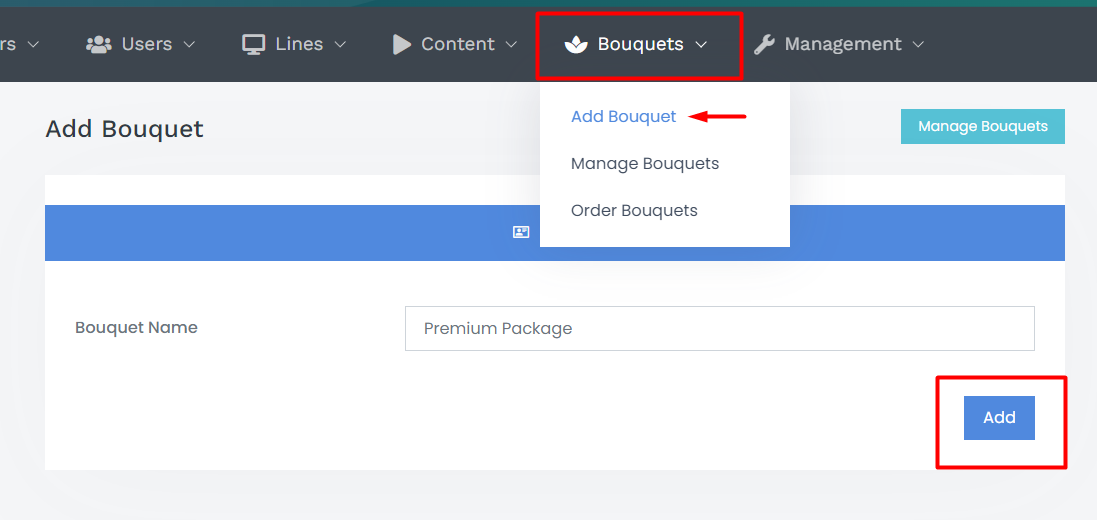 rs Users Lines Content Bouquets Management
Add Bouquet
Add Bouquet
Manage Bouquets
Manage Bouquets
Order Bouquets
Bouquet Name
Premium Package
Add